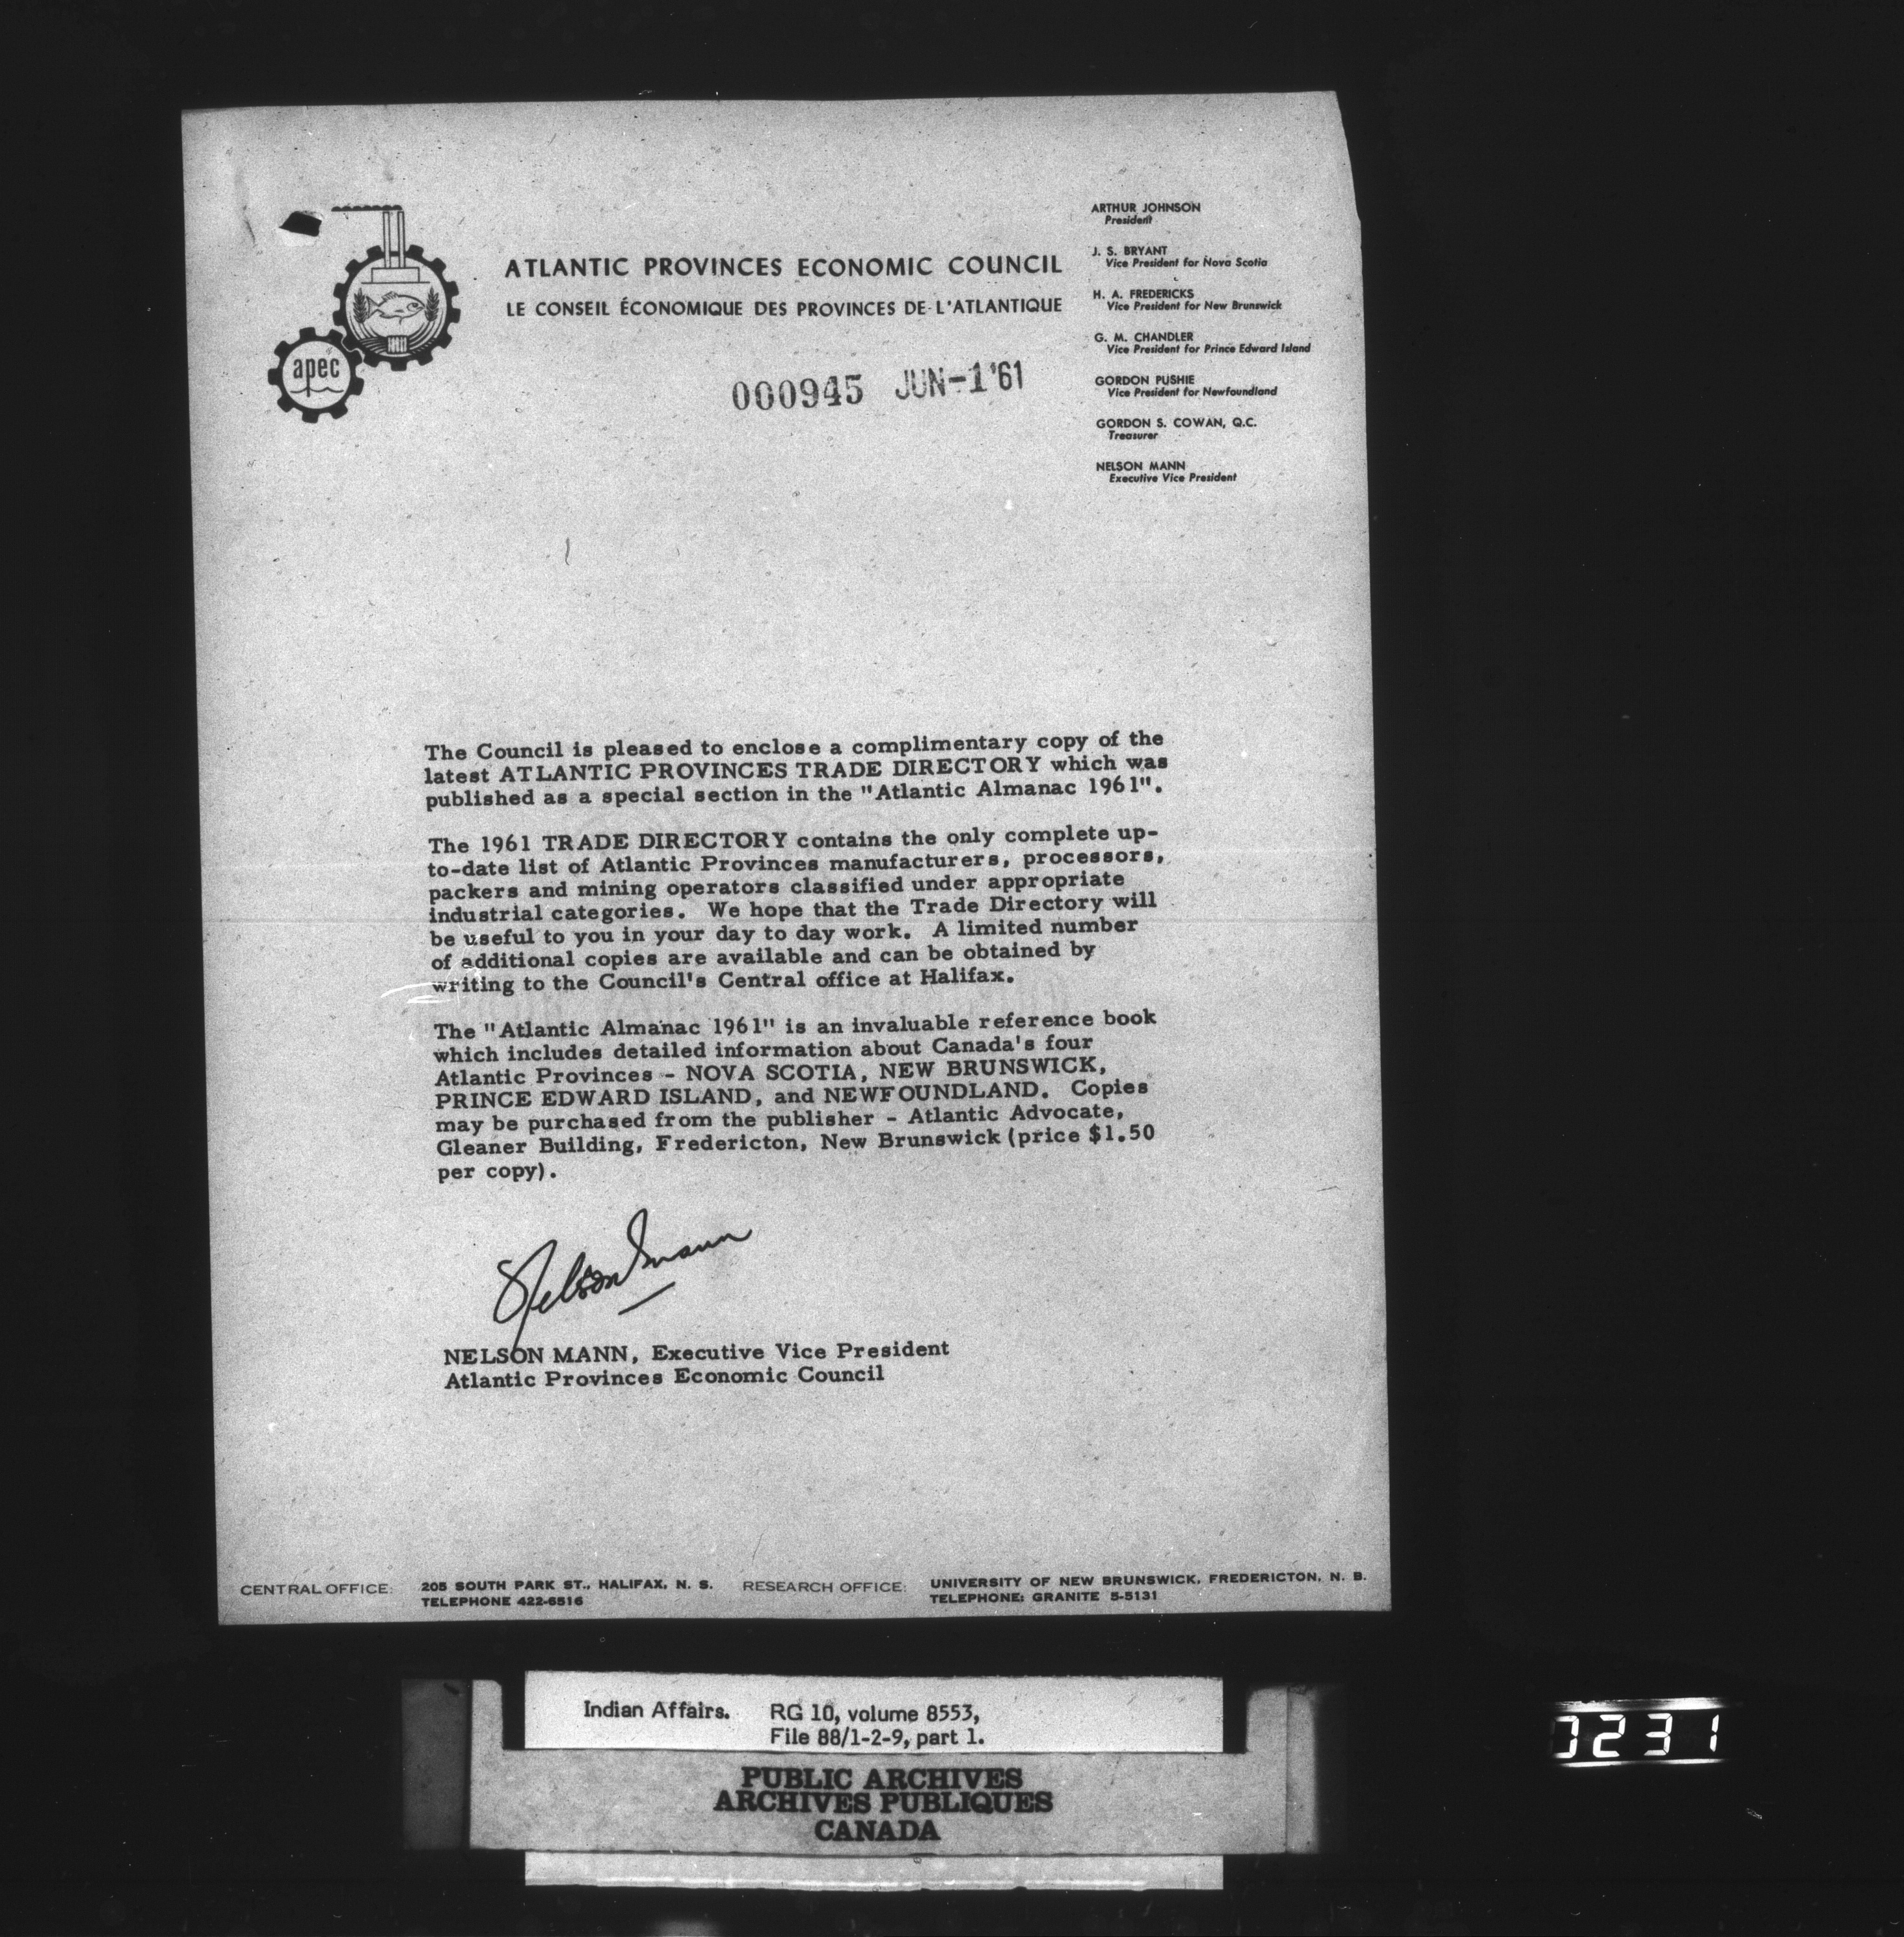 ATLANTIC PROVINCES ECONOMIC COUNCIL
LE CONSEIL ÉCONOMIQUE DES PROVINCES DE L'ATLANTIQUE
apec
000945 JUN-1'61
ARTHUR JOHNSON
President
J. S. BRYANT
Vice President for Nova Scotia
H. A. FREDERICKS
Vice President for New Brunswick
G. M. CHANDLER
Vice President for Prince Edward Island
GORDON PUSHIE
Vice President for Newfoundland
GORDON S. COWAN, Q.C.
Treasurer
NELSON MANN
Executive Vice President
The Council is pleased to enclose a complimentary copy of the
latest ATLANTIC PROVINCES TRADE DIRECTORY which was
published as a special section in the "Atlantic Almanac 1961".
The 1961 TRADE DIRECTORY contains the only complete up-
to-date list of Atlantic Provinces manufacturers, processors,
packers and mining operators classified under appropriate
industrial categories. We hope that the Trade Directory will
be useful to you in your day to day work. A limited number
of additional copies are available and can be obtained by
writing to the Council's Central office at Halifax.
The "Atlantic Almanac 1961" is an invaluable reference book
which includes detailed information about Canada's four
Atlantic Provinces - NOVA SCOTIA, NEW BRUNSWICK,
PRINCE EDWARD ISLAND, and NEWFOUNDLAND. Copies
may be purchased from the publisher - Atlantic Advocate,
Gleaner Building, Fredericton, New Brunswick (price $1.50
per copy).
Nelson Mann
NELSON MANN, Executive Vice President
Atlantic Provinces Economic Council
CENTRAL OFFICE: 205 SOUTH PARK ST., HALIFAX, N. S.
TELEPHONE 422-6516
RESEARCH OFFICE: UNIVERSITY OF NEW BRUNSWICK, FREDERICTON, N. B.
TELEPHONE: GRANITE 5-5131
Indian Affairs. RG 10, volume 8553,
File 88/1-2-9, part 1.
PUBLIC ARCHIVES
ARCHIVES PUBLIQUES
CANADA
0231